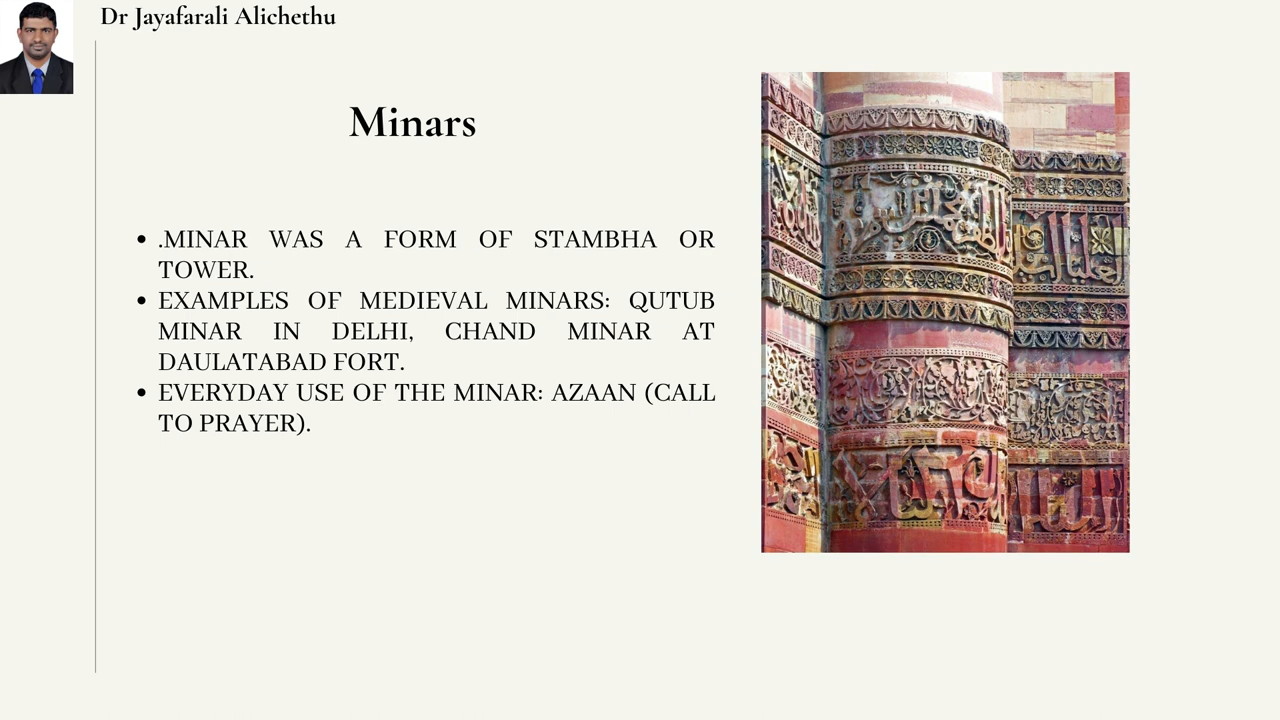 Dr Jayafarali Alichethu
Minars
• .MINAR WAS A FORM OF STAMBHA OR
TOWER.
• EXAMPLES OF MEDIEVAL MINARS: QUTUB
MINAR IN DELHI, CHAND MINAR AT
DAULATABAD FORT.
• EVERYDAY USE OF THE MINAR: AZAAN (CALL
TO PRAYER).